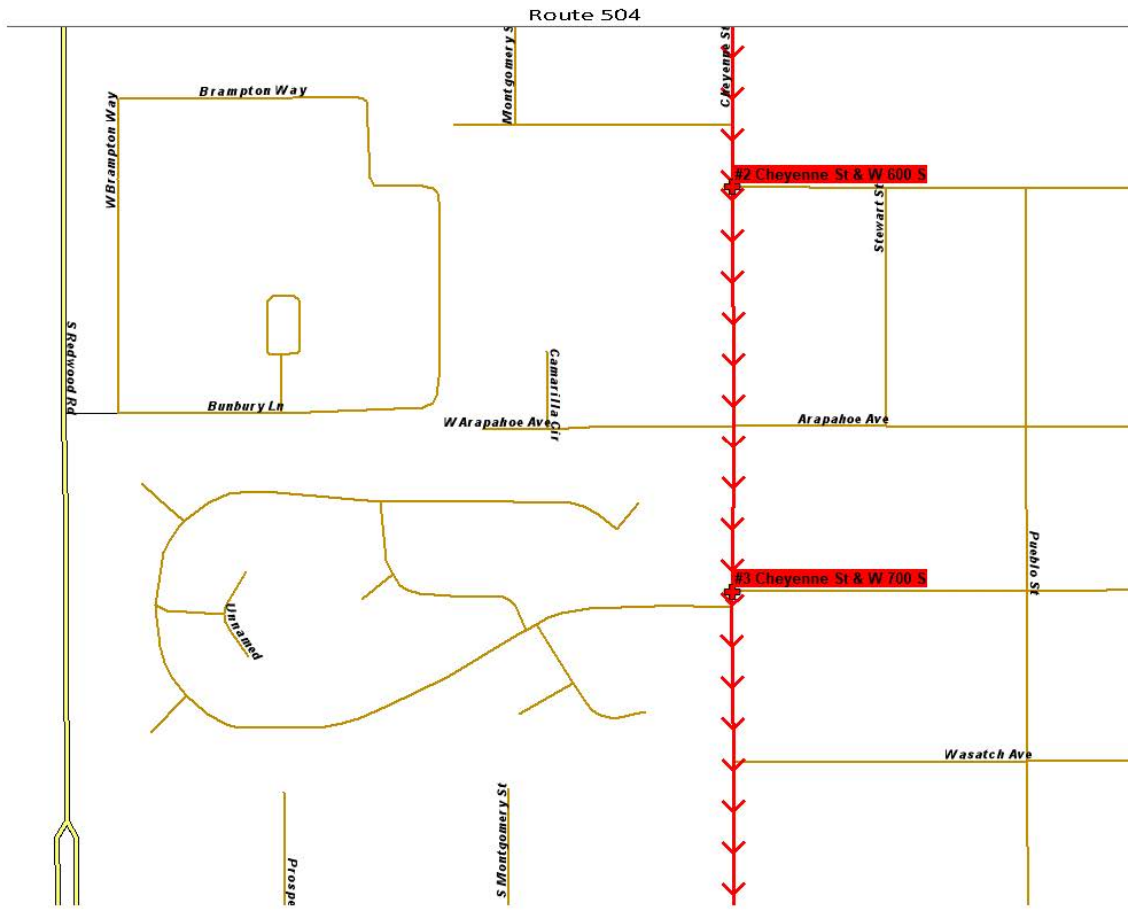 Route 504
Montgomery S
Cheyenne St
Brampton Way
W Brampton Way
#2 Cheyenne St & W 600 S
Stewart St
S Redwood Rd
Camarilla Cir
Bunbury Ln
W Arapahoe Ave
Arapahoe Ave
Pueblo St
#3 Cheyenne St & W 700 S
Unnamed
Wasatch Ave
S Montgomery St
Prospe